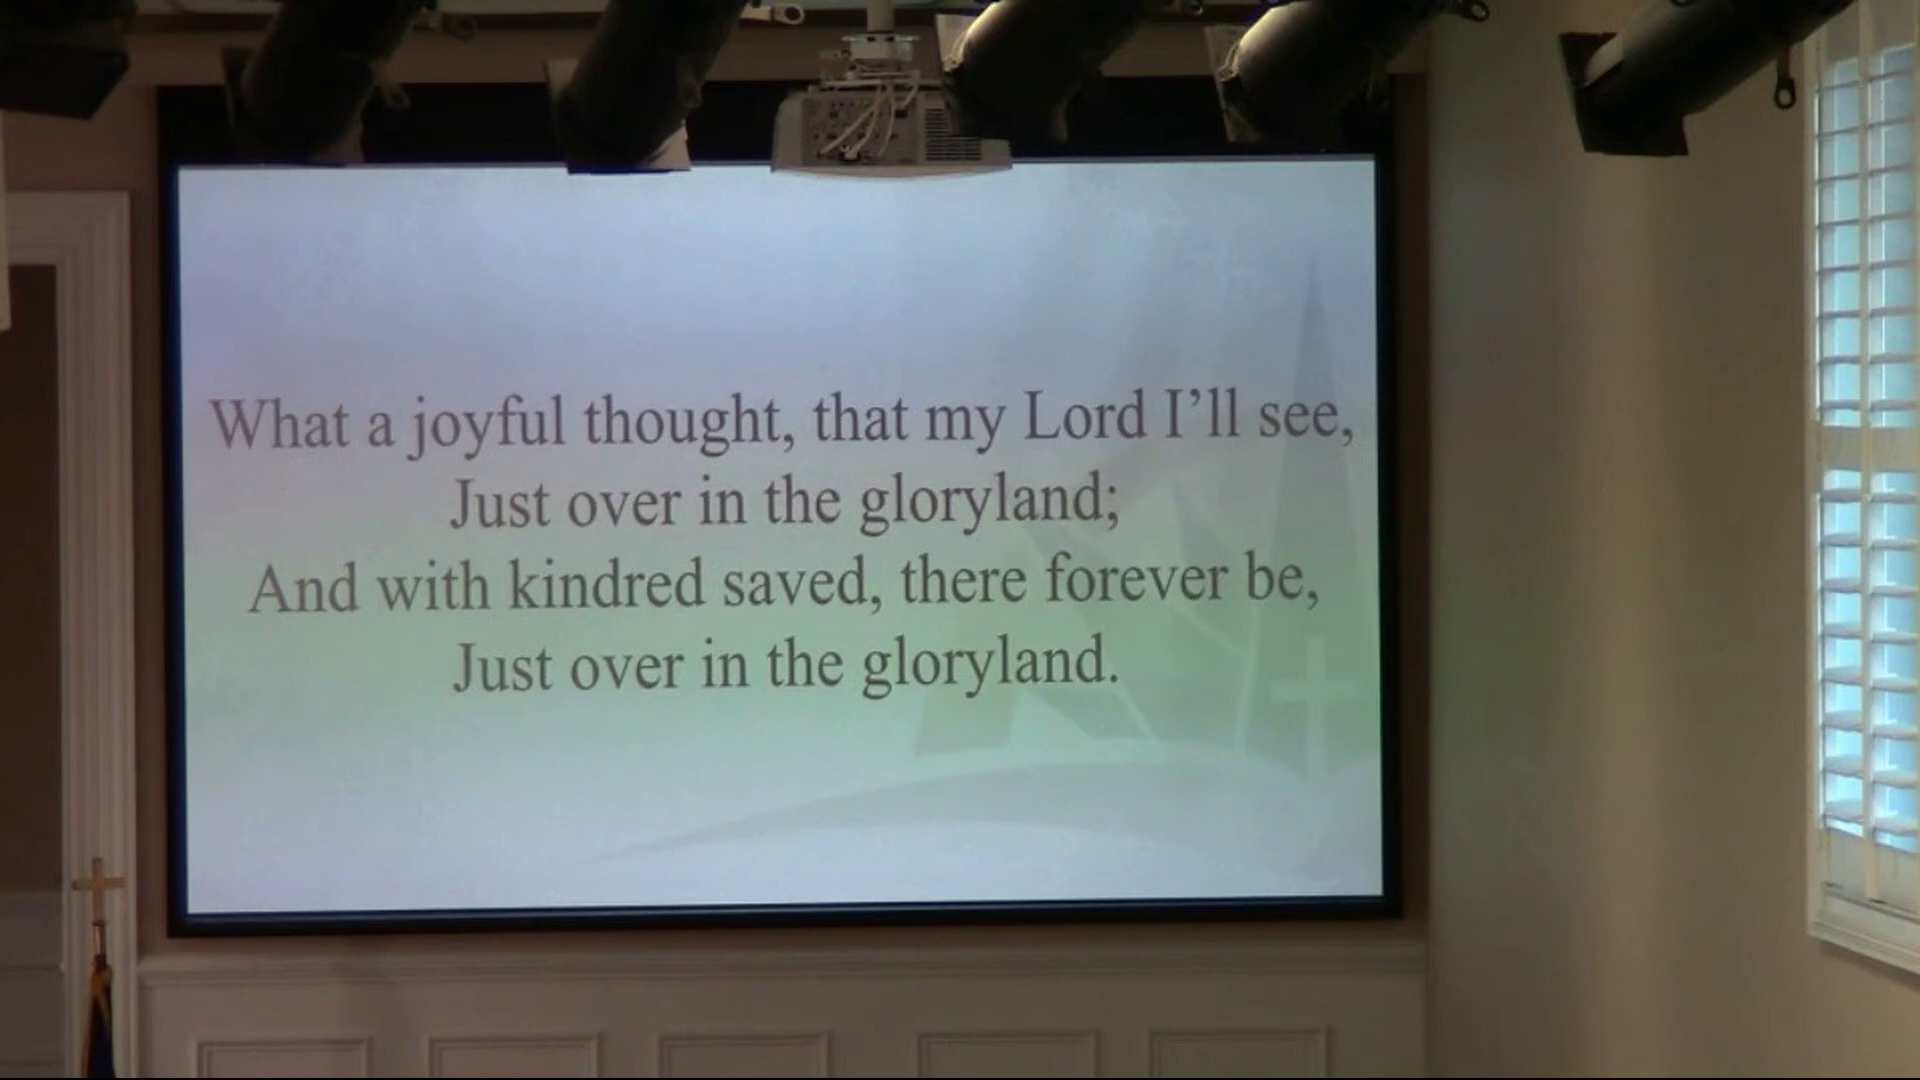 What a joyful thought, that my Lord I’ll see,
Just over in the gloryland;
And with kindred saved, there forever be,
Just over in the gloryland.